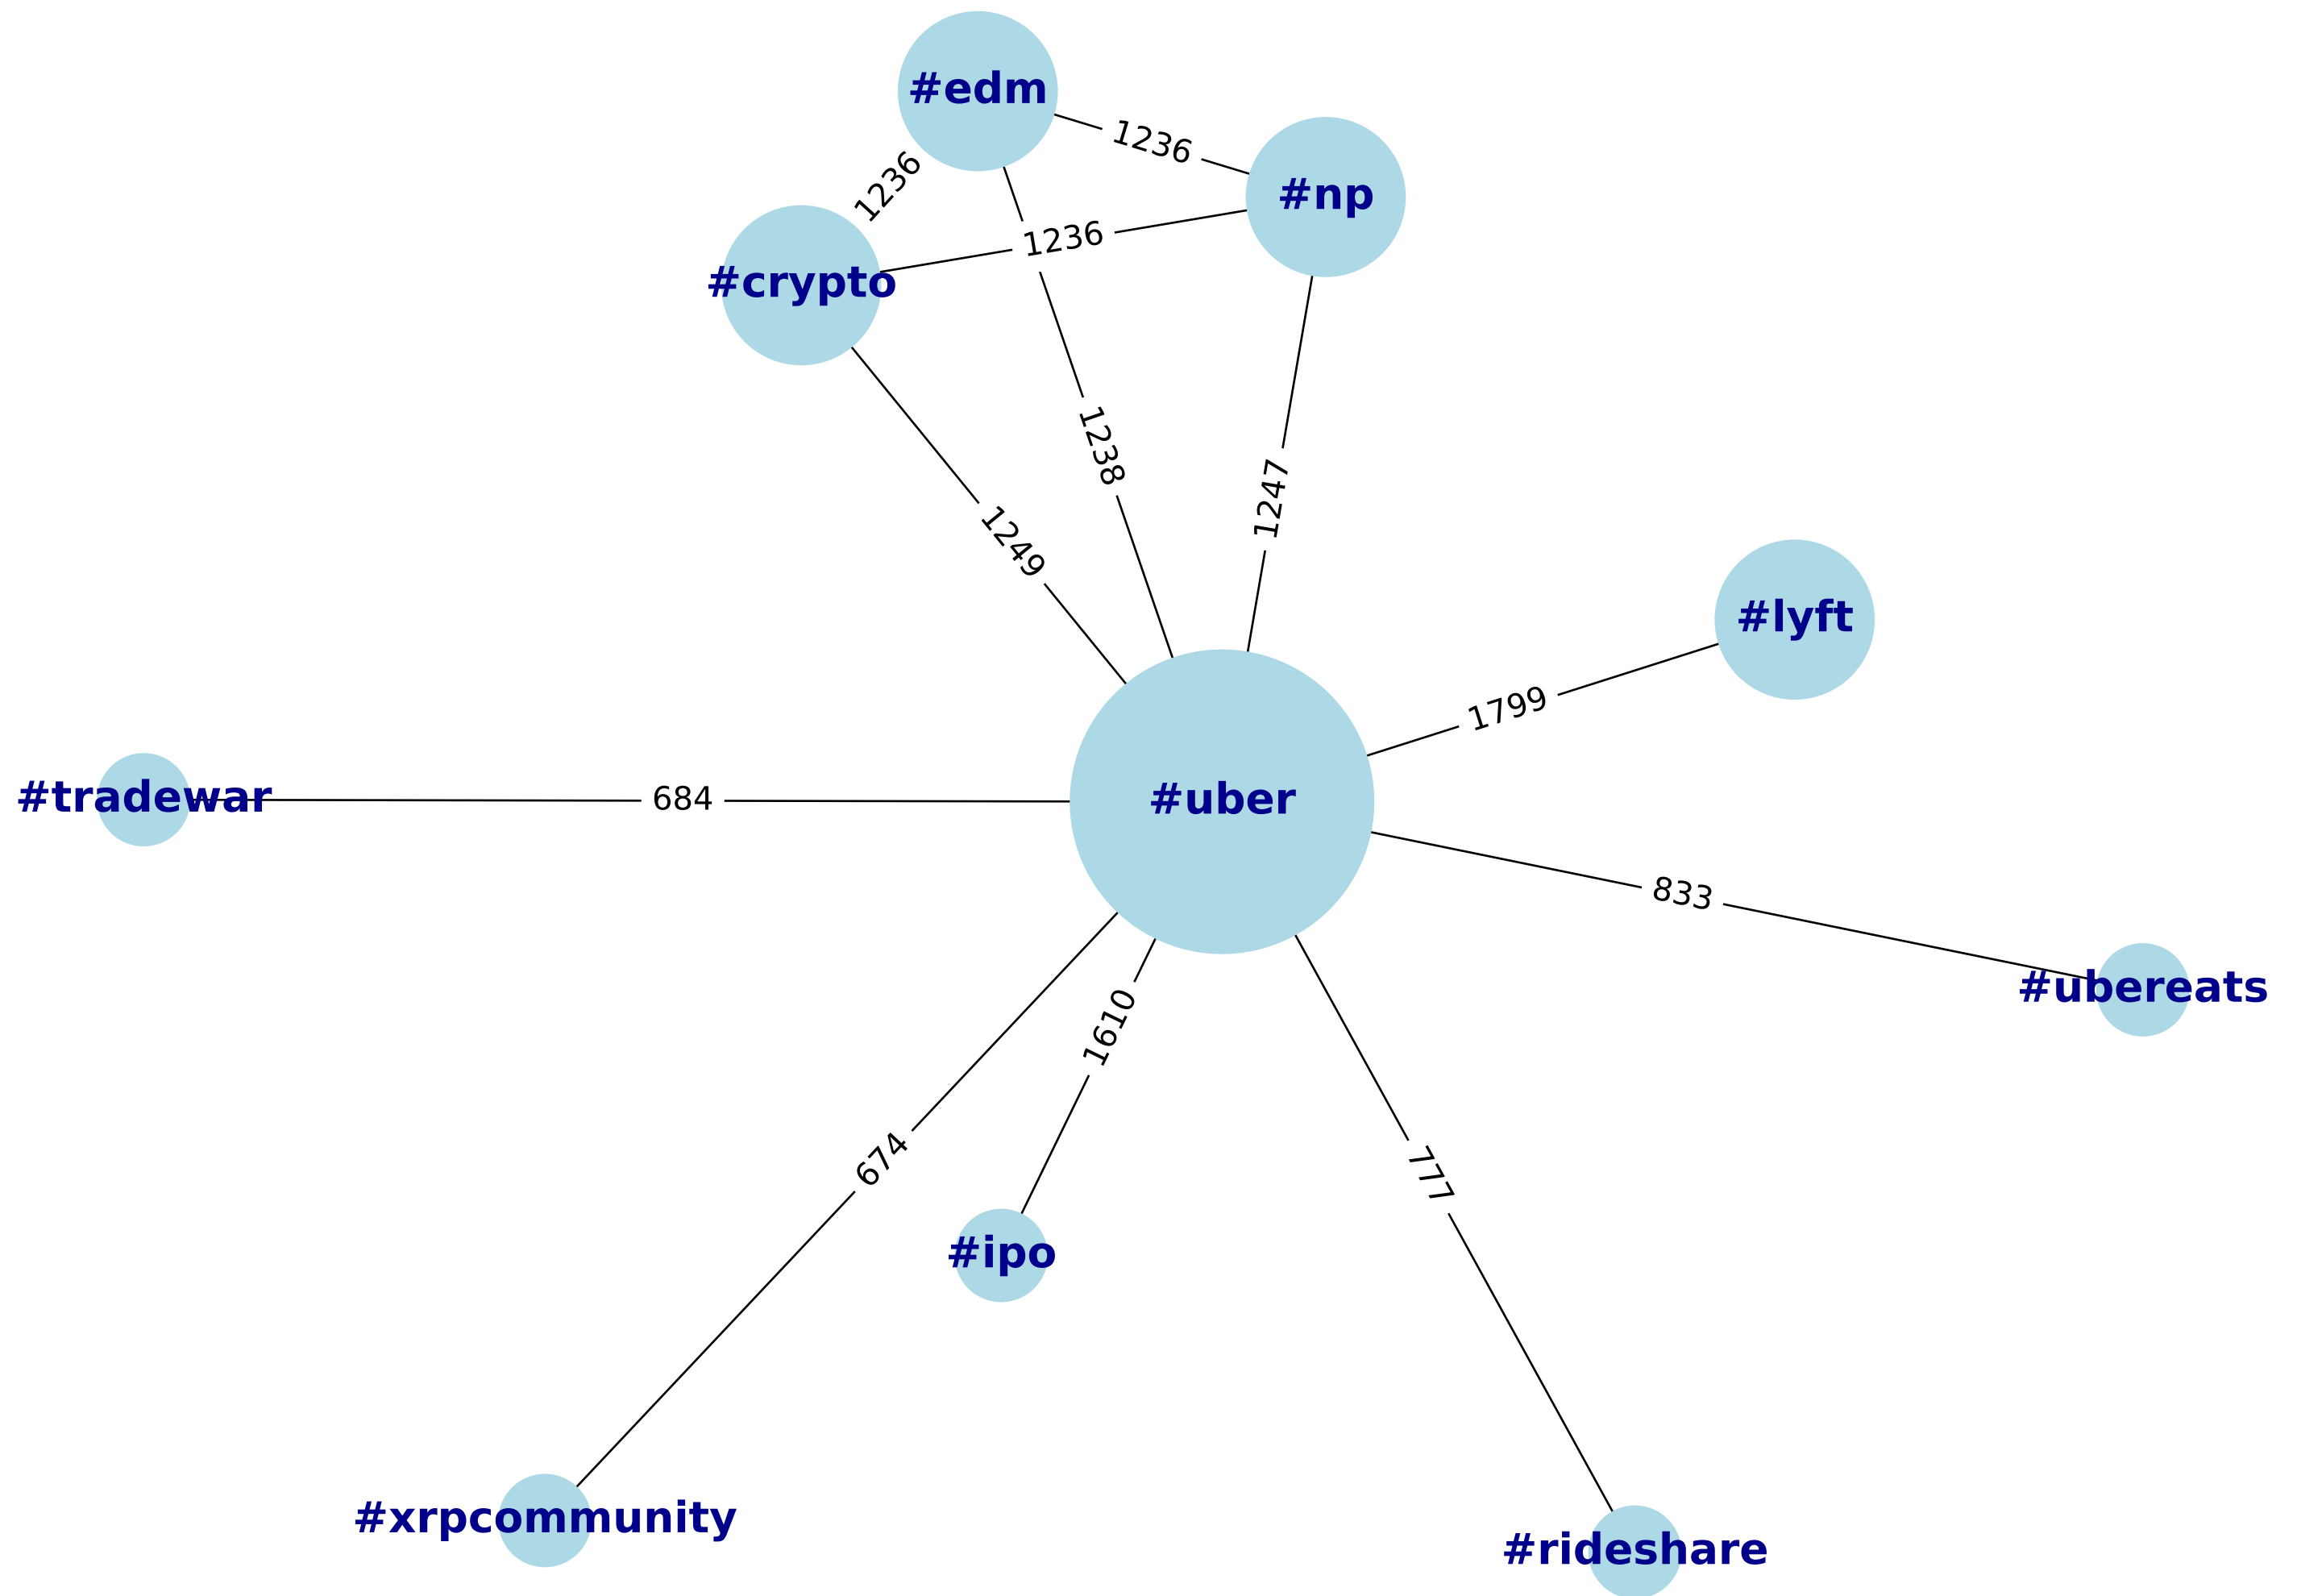 #edm
1236
#np
1236
1236
#crypto
1238
1247
1249
#lyft
1799
#tradewar
684
#uber
833
#ubereats
1610
674
777
#ipo
#xrpcommunity
#rideshare